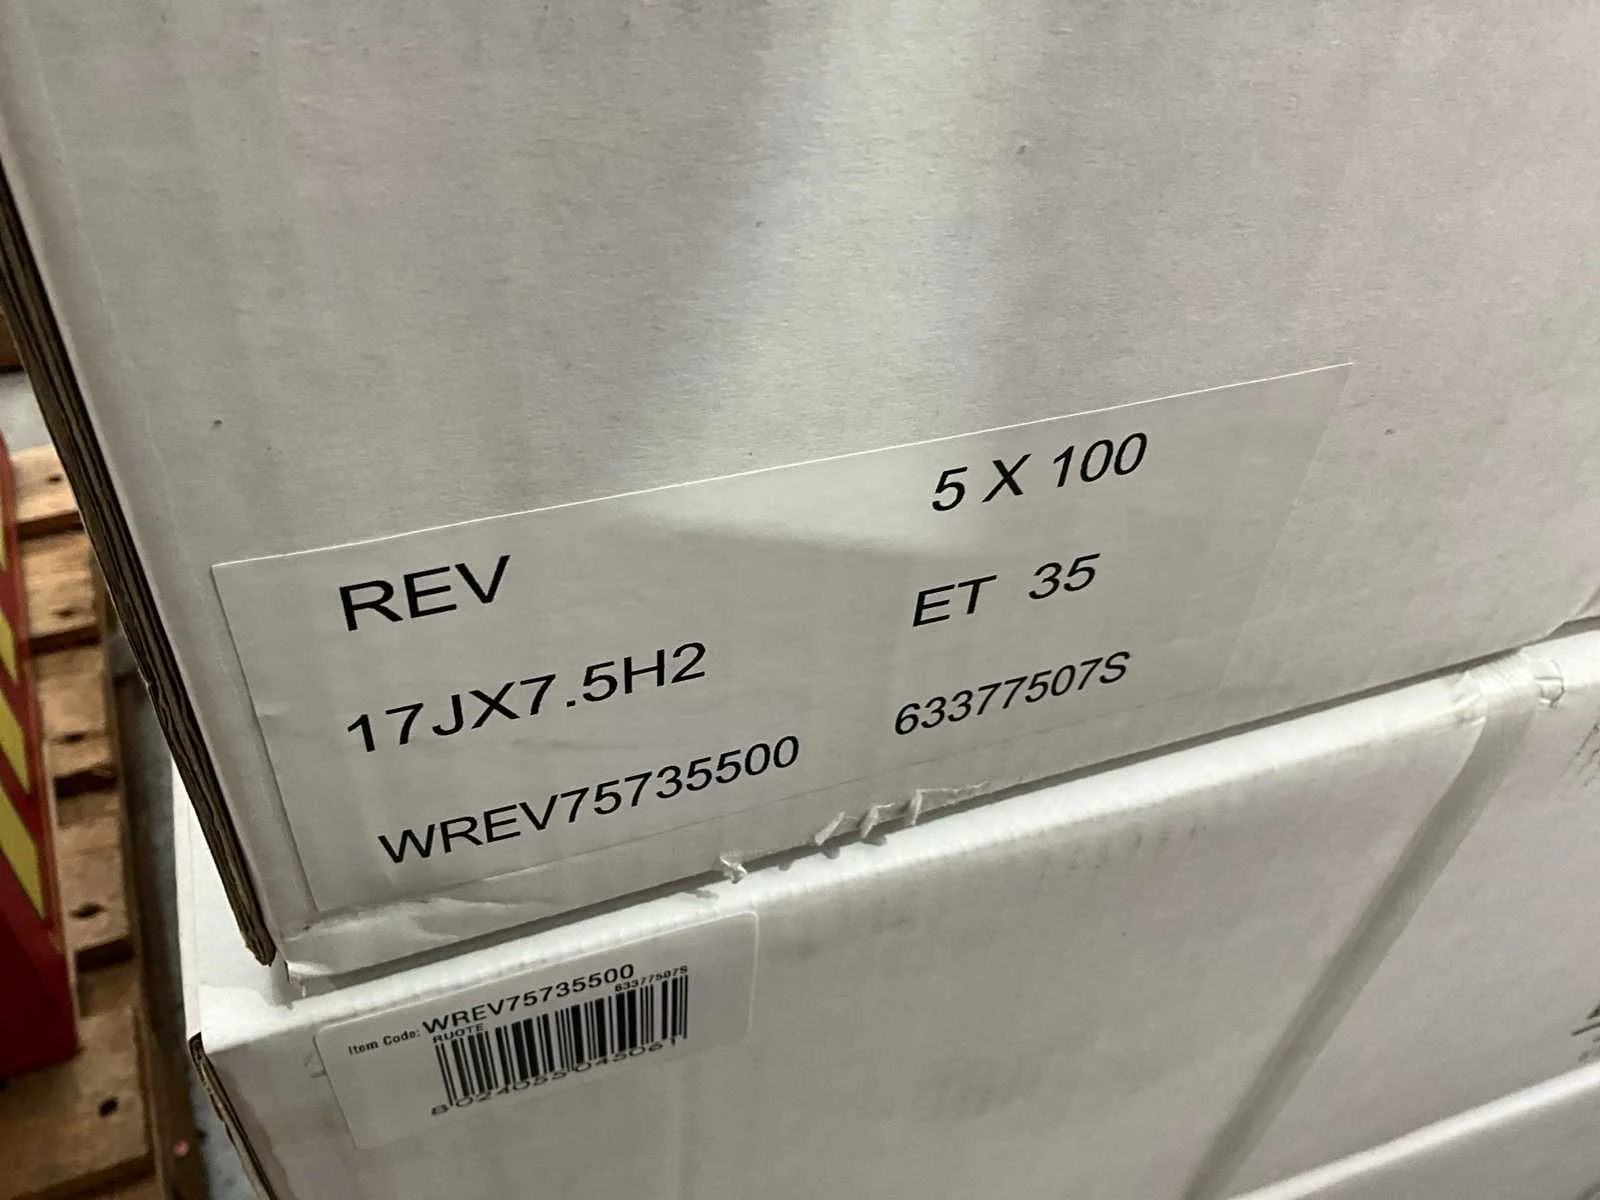 REV
5 X 100
17JX7.5H2
ET 35
WREV75735500
63377507S
Item Code: WREV75735500
63377507S
RUOTE